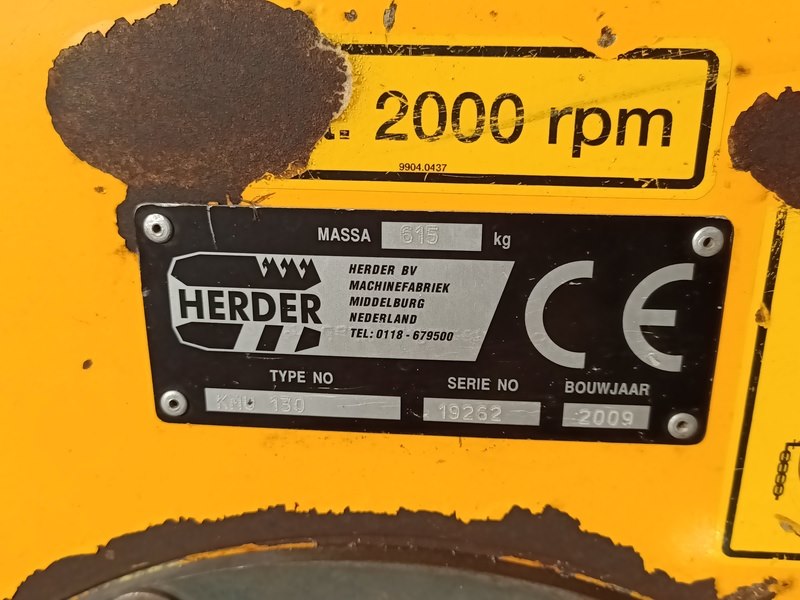 2000 rpm
9904.0437
MASSA 615 kg
HERDER
HERDER BV
MACHINEFABRIEK
MIDDELBURG
NEDERLAND
TEL: 0118 - 679500
CE
TYPE NO SERIE NO BOUWJAAR
130 19262 2009